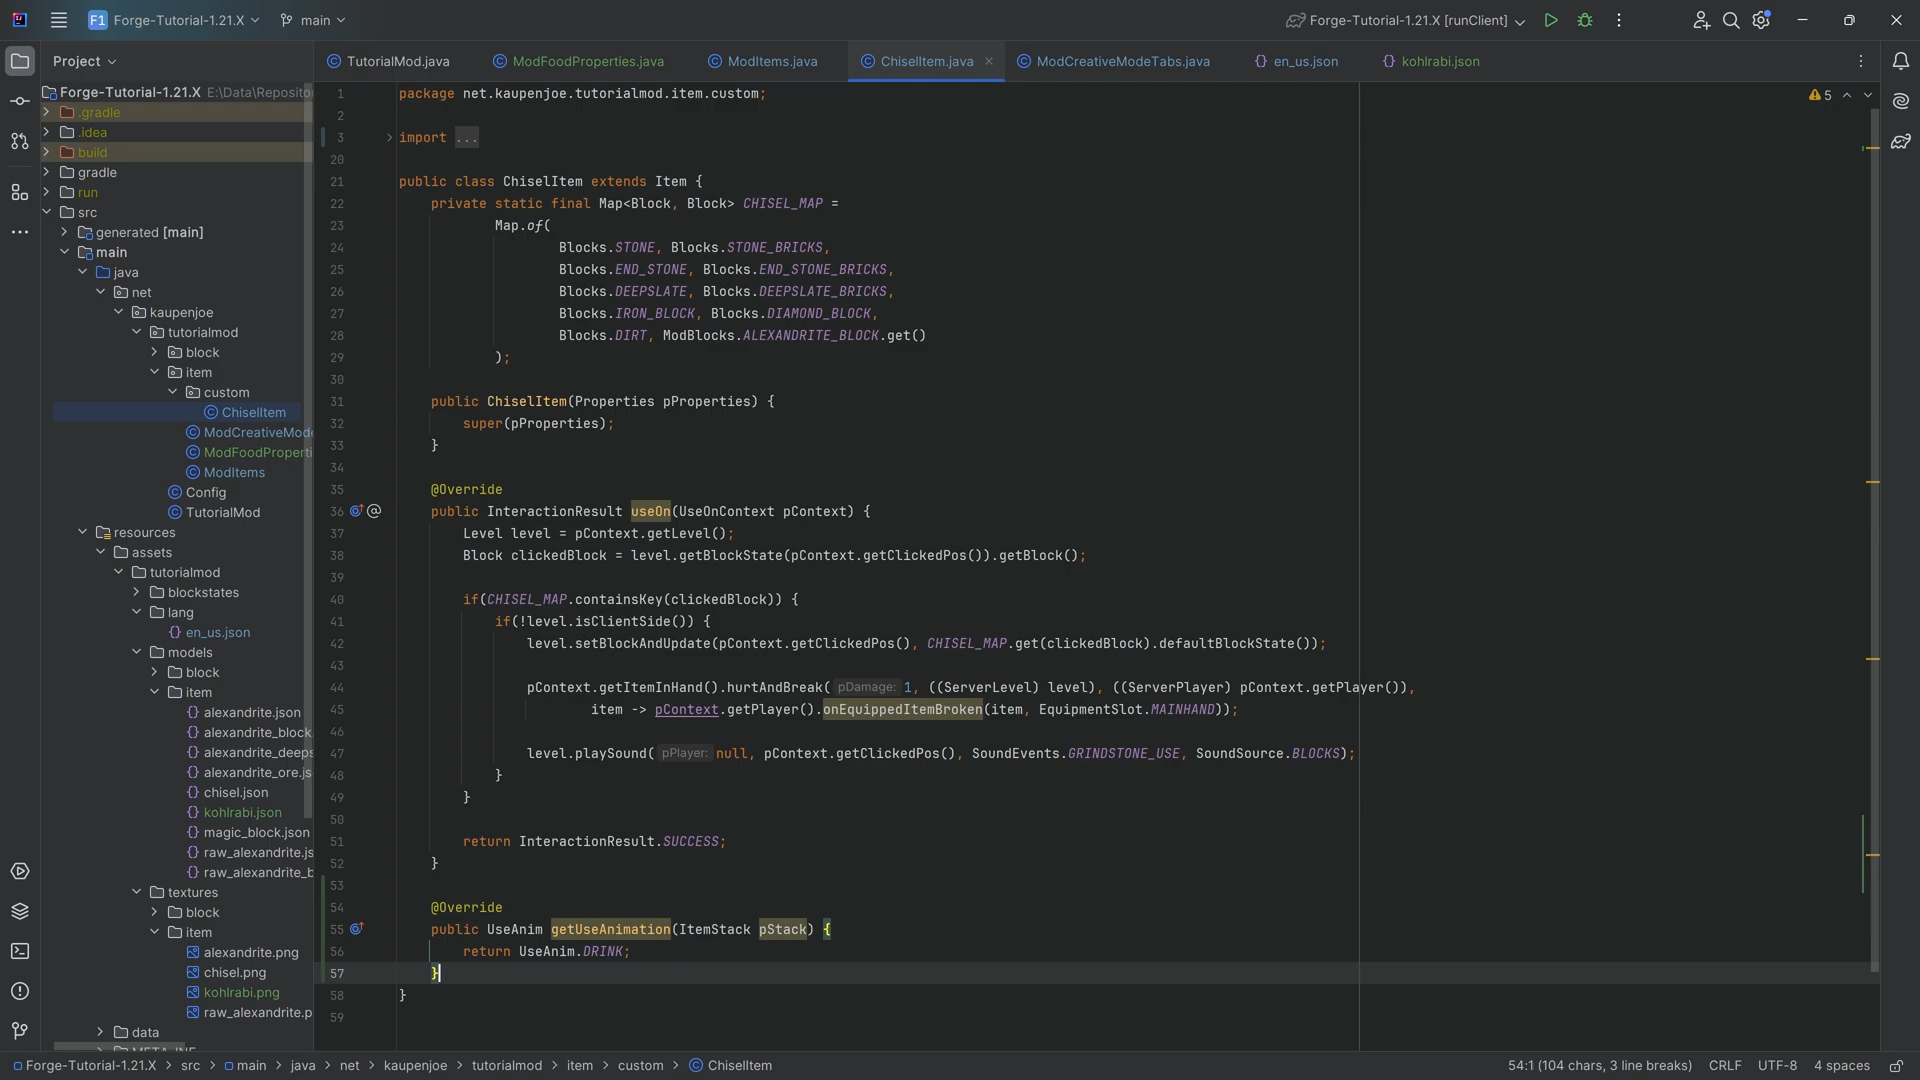 F1 Forge-Tutorial-1.21.X main Forge-Tutorial-1.21.X [runClient]
Project
TutorialMod.java ModFoodProperties.java ModItems.java ChiselItem.java ModCreativeModeTabs.java en_us.json kohlrabi.json
Forge-Tutorial-1.21.X E:\Data\Reposito
.gradle
.idea
build
gradle
run
src
generated [main]
main
java
net
kaupenjoe
tutorialmod
block
item
custom
ChiselItem
ModCreativeMode
ModFoodProperti
ModItems
Config
TutorialMod
resources
assets
tutorialmod
blockstates
lang
en_us.json
models
block
item
alexandrite.json
alexandrite_block.
alexandrite_deeps
alexandrite_ore.js
chisel.json
kohlrabi.json
magic_block.json
raw_alexandrite.js
raw_alexandrite_b
textures
block
item
alexandrite.png
chisel.png
kohlrabi.png
raw_alexandrite.p
data
META-INF
5
1 package net.kaupenjoe.tutorialmod.item.custom;
2
3 import ...
20
21 public class ChiselItem extends Item {
22 private static final Map<Block, Block> CHISEL_MAP =
23 Map.of(
24 Blocks.STONE, Blocks.STONE_BRICKS,
25 Blocks.END_STONE, Blocks.END_STONE_BRICKS,
26 Blocks.DEEPSLATE, Blocks.DEEPSLATE_BRICKS,
27 Blocks.IRON_BLOCK, Blocks.DIAMOND_BLOCK,
28 Blocks.DIRT, ModBlocks.ALEXANDRITE_BLOCK.get()
29 );
30
31 public ChiselItem(Properties pProperties) {
32 super(pProperties);
33 }
34
35 @Override
36 public InteractionResult useOn(UseOnContext pContext) {
37 Level level = pContext.getLevel();
38 Block clickedBlock = level.getBlockState(pContext.getClickedPos()).getBlock();
39
40 if(CHISEL_MAP.containsKey(clickedBlock)) {
41 if(!level.isClientSide()) {
42 level.setBlockAndUpdate(pContext.getClickedPos(), CHISEL_MAP.get(clickedBlock).defaultBlockState());
43
44 pContext.getItemInHand().hurtAndBreak( pDamage: 1, ((ServerLevel) level), ((ServerPlayer) pContext.getPlayer()),
45 item -> pContext.getPlayer().onEquippedItemBroken(item, EquipmentSlot.MAINHAND));
46
47 level.playSound( pPlayer: null, pContext.getClickedPos(), SoundEvents.GRINDSTONE_USE, SoundSource.BLOCKS);
48 }
49 }
50
51 return InteractionResult.SUCCESS;
52 }
53
54 @Override
55 public UseAnim getUseAnimation(ItemStack pStack) {
56 return UseAnim.DRINK;
57 }
58 }
59
Forge-Tutorial-1.21.X > src > main > java > net > kaupenjoe > tutorialmod > item > custom > ChiselItem 54:1 (104 chars, 3 line breaks) CRLF UTF-8 4 spaces